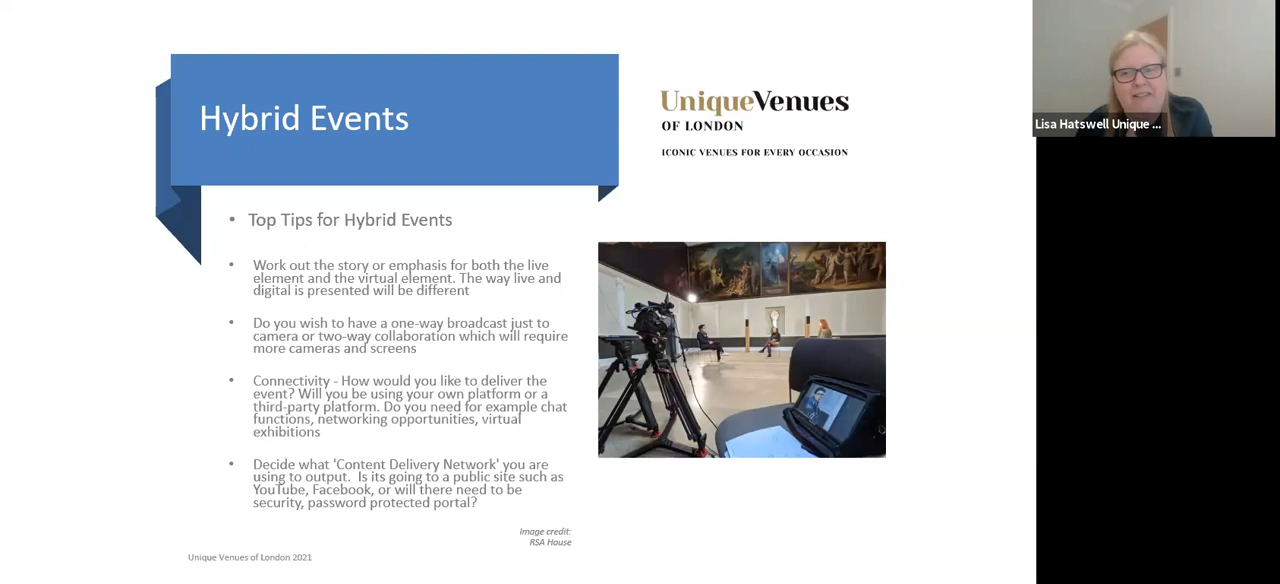 Hybrid Events
UniqueVenues
OF LONDON
ICONIC VENUES FOR EVERY OCCASION
Lisa Hatswell Unique ...
• Top Tips for Hybrid Events
• Work out the story or emphasis for both the live
element and the virtual element. The way live and
digital is presented will be different
• Do you wish to have a one-way broadcast just to
camera or two-way collaboration which will require
more cameras and screens
• Connectivity - How would you like to deliver the
event? Will you be using your own platform or a
third-party platform. Do you need for example chat
functions, networking opportunities, virtual
exhibitions
• Decide what 'Content Delivery Network' you are
using to output.  Is its going to a public site such as
YouTube, Facebook, or will there need to be
security, password protected portal?
Image credit:
RSA House
Unique Venues of London 2021